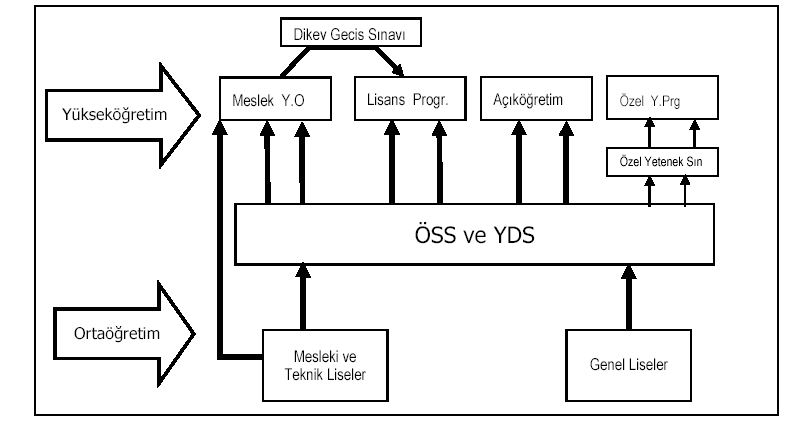 Dikev Gecis Sınavı
Yükseköğretim
Meslek Y.O
Lisans Progr.
Açıköğretim
Özel Y.Prg
Özel Yetenek Sın
ÖSS ve YDS
Ortaöğretim
Mesleki ve
Teknik Liseler
Genel Liseler